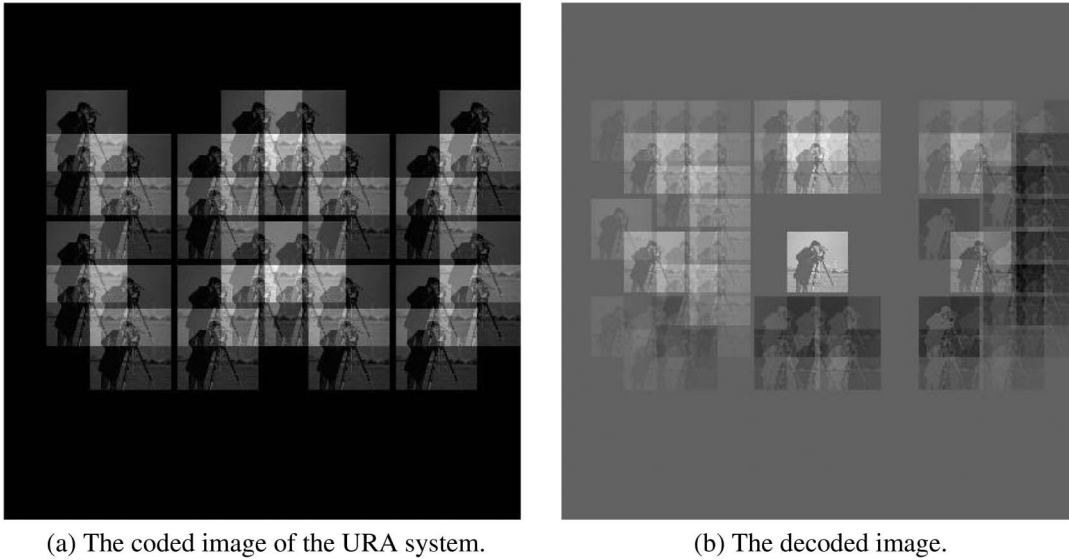 (a) The coded image of the URA system.
(b) The decoded image.